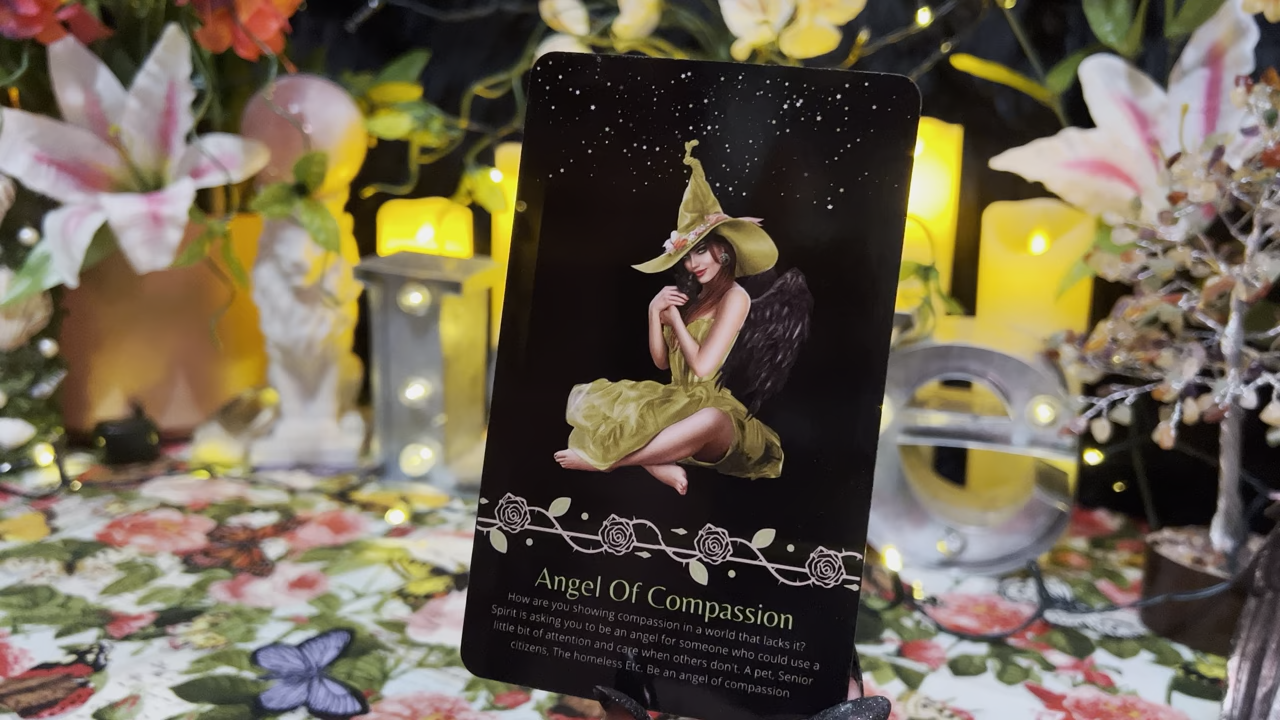 Angel Of Compassion
How are you showing compassion in a world that lacks it?
Spirit is asking you to be an angel for someone who could use a
little bit of attention and care when others don't. A pet, Senior
citizens, The homeless Etc. Be an angel of compassion